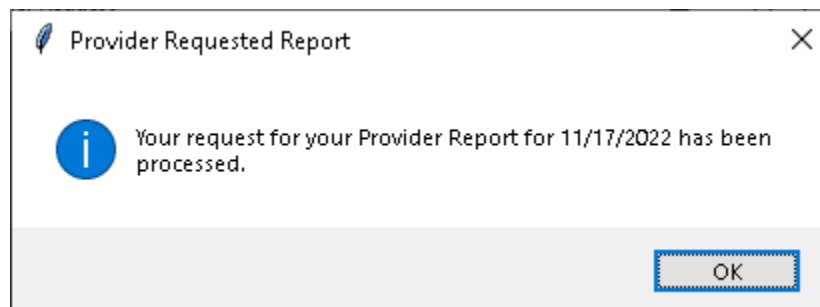 Provider Requested Report
Your request for your Provider Report for 11/17/2022 has been
processed.
OK